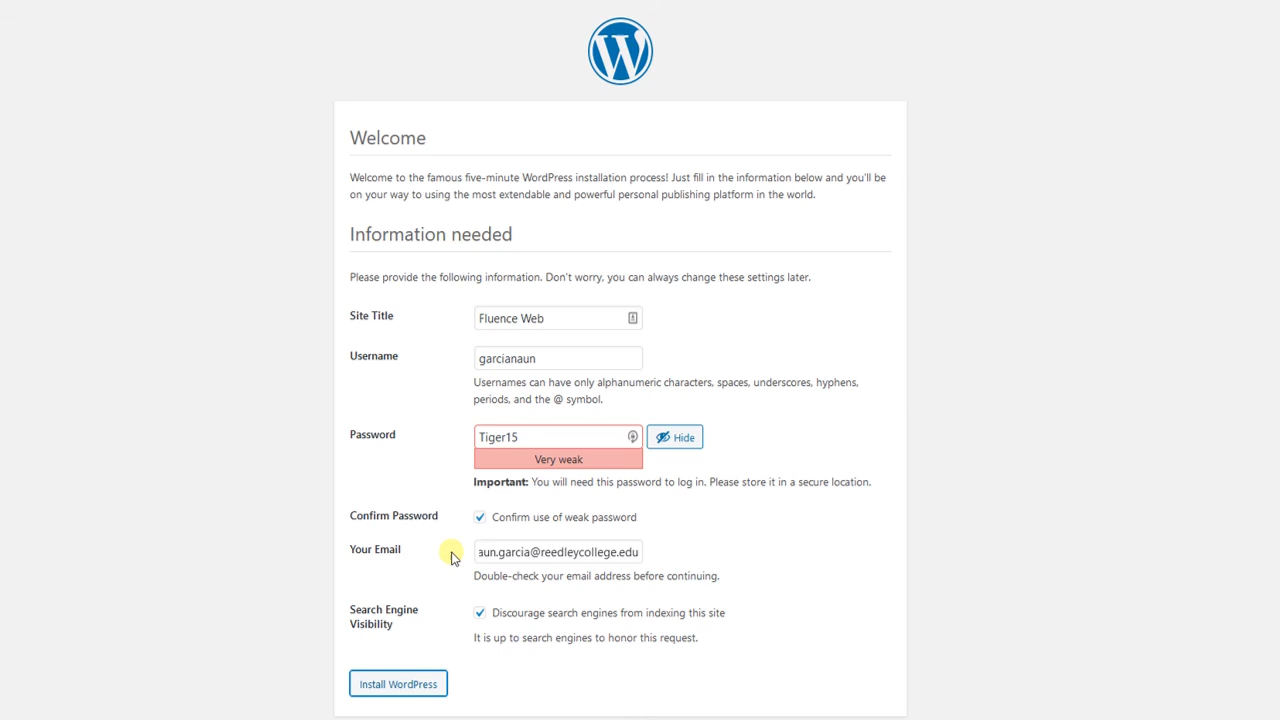 W
Welcome
Welcome to the famous five-minute WordPress installation process! Just fill in the information below and you'll be
on your way to using the most extendable and powerful personal publishing platform in the world.
Information needed
Please provide the following information. Don't worry, you can always change these settings later.
Site Title
Fluence Web
Username
garcianaun
Usernames can have only alphanumeric characters, spaces, underscores, hyphens,
periods, and the @ symbol.
Password
Tiger15
Hide
Very weak
Important: You will need this password to log in. Please store it in a secure location.
Confirm Password
Confirm use of weak password
Your Email
aun.garcia@reedleycollege.edu
Double-check your email address before continuing.
Search Engine
Visibility
Discourage search engines from indexing this site
It is up to search engines to honor this request.
Install WordPress